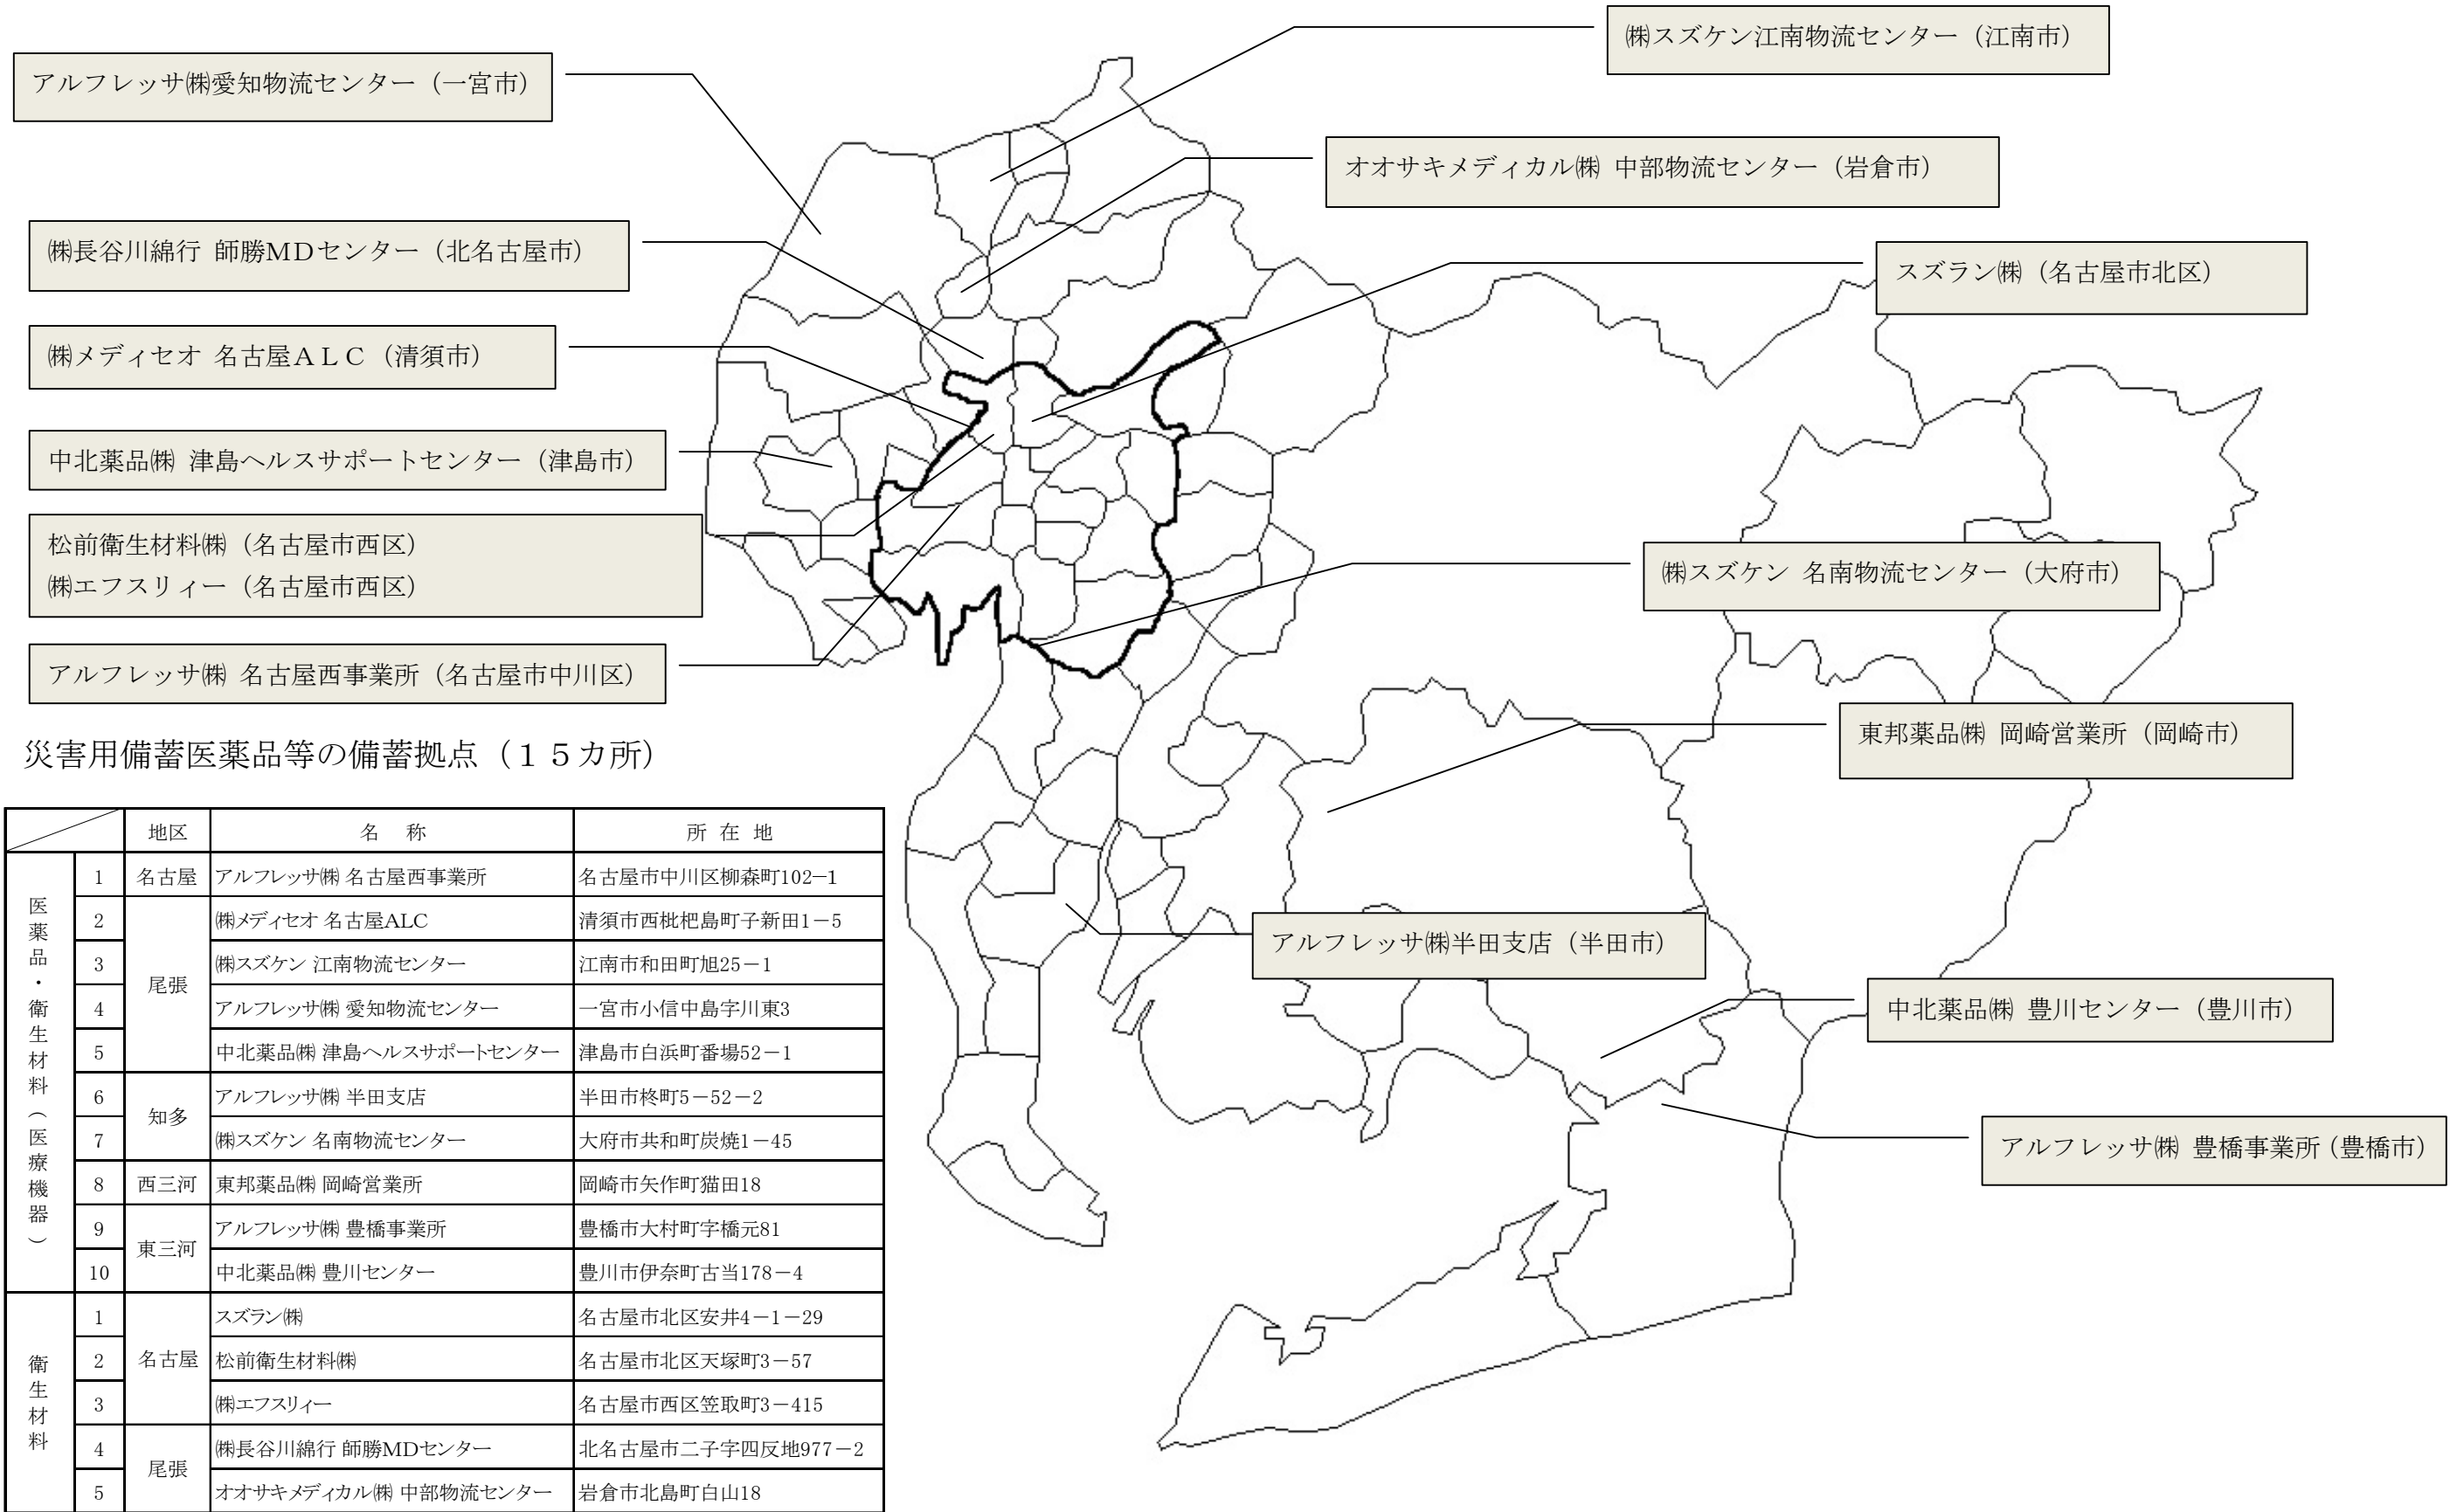 ㈱スズケン江南物流センター（江南市）
アルフレッサ㈱愛知物流センター（一宮市）
オオサキメディカル㈱ 中部物流センター（岩倉市）
㈱長谷川綿行 師勝MDセンター（北名古屋市）
スズラン㈱（名古屋市北区）
㈱メディセオ 名古屋ＡＬＣ（清須市）
中北薬品㈱ 津島ヘルスサポートセンター（津島市）
松前衛生材料㈱（名古屋市西区）
㈱エフスリィー（名古屋市西区）
㈱スズケン 名南物流センター（大府市）
アルフレッサ㈱ 名古屋西事業所（名古屋市中川区）
東邦薬品㈱ 岡崎営業所（岡崎市）
アルフレッサ㈱半田支店（半田市）
中北薬品㈱ 豊川センター（豊川市）
アルフレッサ㈱ 豊橋事業所（豊橋市）
災害用備蓄医薬品等の備蓄拠点（１５カ所）
地区 名 称 所 在 地
医薬品・衛生材料（医療機器）
1 名古屋 アルフレッサ㈱ 名古屋西事業所 名古屋市中川区柳森町102－1
2 尾張 ㈱メディセオ 名古屋ALC 清須市西枇杷島町子新田1－5
3 ㈱スズケン 江南物流センター 江南市和田町旭25－1
4 アルフレッサ㈱ 愛知物流センター 一宮市小信中島字川東3
5 中北薬品㈱ 津島ヘルスサポートセンター 津島市白浜町番場52－1
6 知多 アルフレッサ㈱ 半田支店 半田市柊町5－52－2
7 ㈱スズケン 名南物流センター 大府市共和町炭焼1－45
8 西三河 東邦薬品㈱ 岡崎営業所 岡崎市矢作町猫田18
9 東三河 アルフレッサ㈱ 豊橋事業所 豊橋市大村町字橋元81
10 中北薬品㈱ 豊川センター 豊川市伊奈町古当178－4
衛生材料
1 名古屋 スズラン㈱ 名古屋市北区安井4－1－29
2 松前衛生材料㈱ 名古屋市北区天塚町3－57
3 ㈱エフスリィー 名古屋市西区笠取町3－415
4 尾張 ㈱長谷川綿行 師勝MDセンター 北名古屋市二子字四反地977－2
5 オオサキメディカル㈱ 中部物流センター 岩倉市北島町白山18